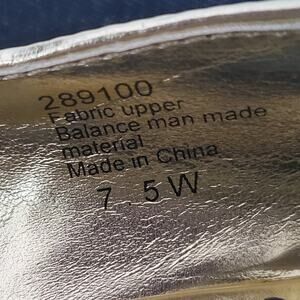 289100
Fabric upper
Balance man made
material
Made in China
7.5W